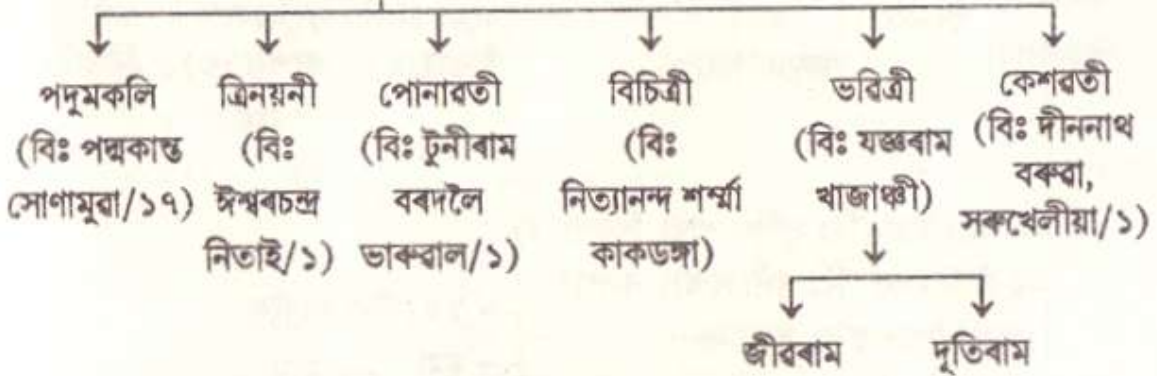 পদুমকলি
(বিঃ পদ্মকান্ত
সোণামুৱা/১৭)
ত্ৰিনয়নী
(বিঃ
ঈশ্বৰচন্দ্ৰ
নিতাই/১)
পোনাৱতী
(বিঃ টুনীৰাম
বৰদলৈ
ভাৰুৱাল/১)
বিচিত্ৰী
(বিঃ
নিত্যানন্দ শৰ্ম্মা
কাকডঙ্গা)
ভৱিত্ৰী
(বিঃ যজ্ঞৰাম
খাজাঞ্চী)
কেশৱতী
(বিঃ দীননাথ
বৰুৱা,
সৰুখেলীয়া/১)
জীৱৰাম
দূতিৰাম